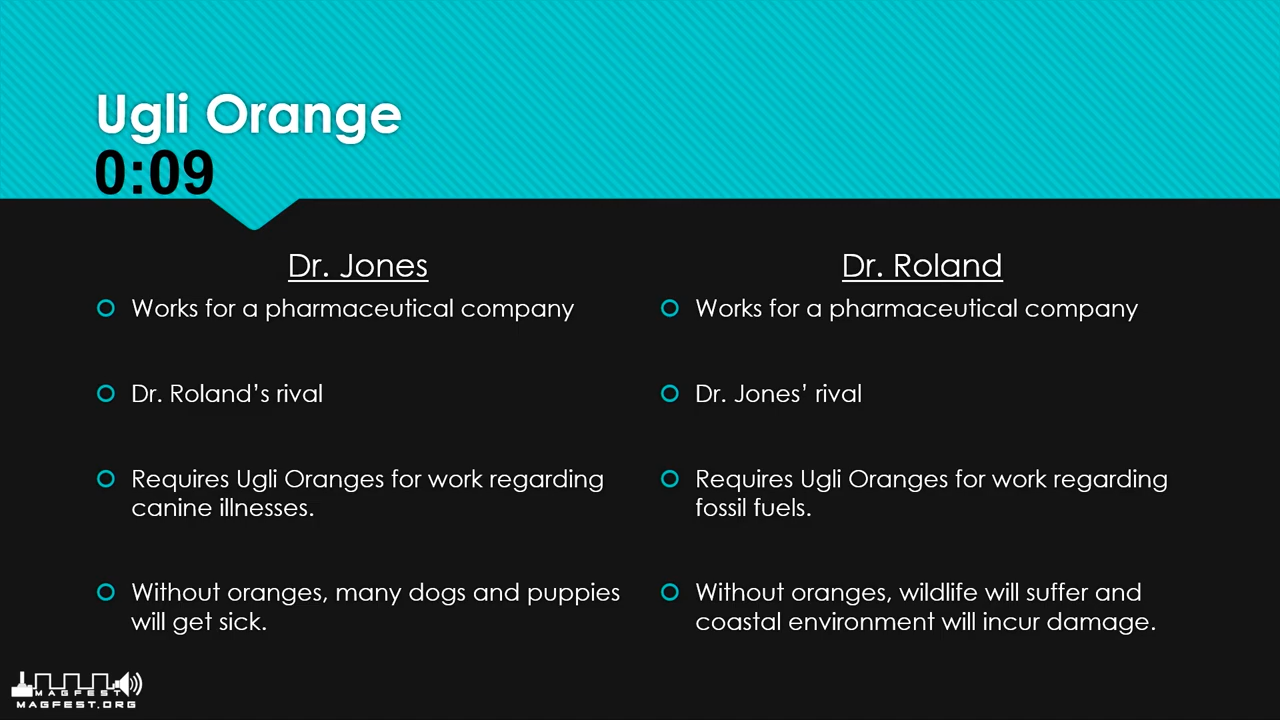 Ugli Orange
0:09
Dr. Jones
Works for a pharmaceutical company
Dr. Roland's rival
Requires Ugli Oranges for work regarding
canine illnesses.
Without oranges, many dogs and puppies
will get sick.
Dr. Roland
Works for a pharmaceutical company
Dr. Jones' rival
Requires Ugli Oranges for work regarding
fossil fuels.
Without oranges, wildlife will suffer and
coastal environment will incur damage.
MAGFEST
MAGFEST.ORG